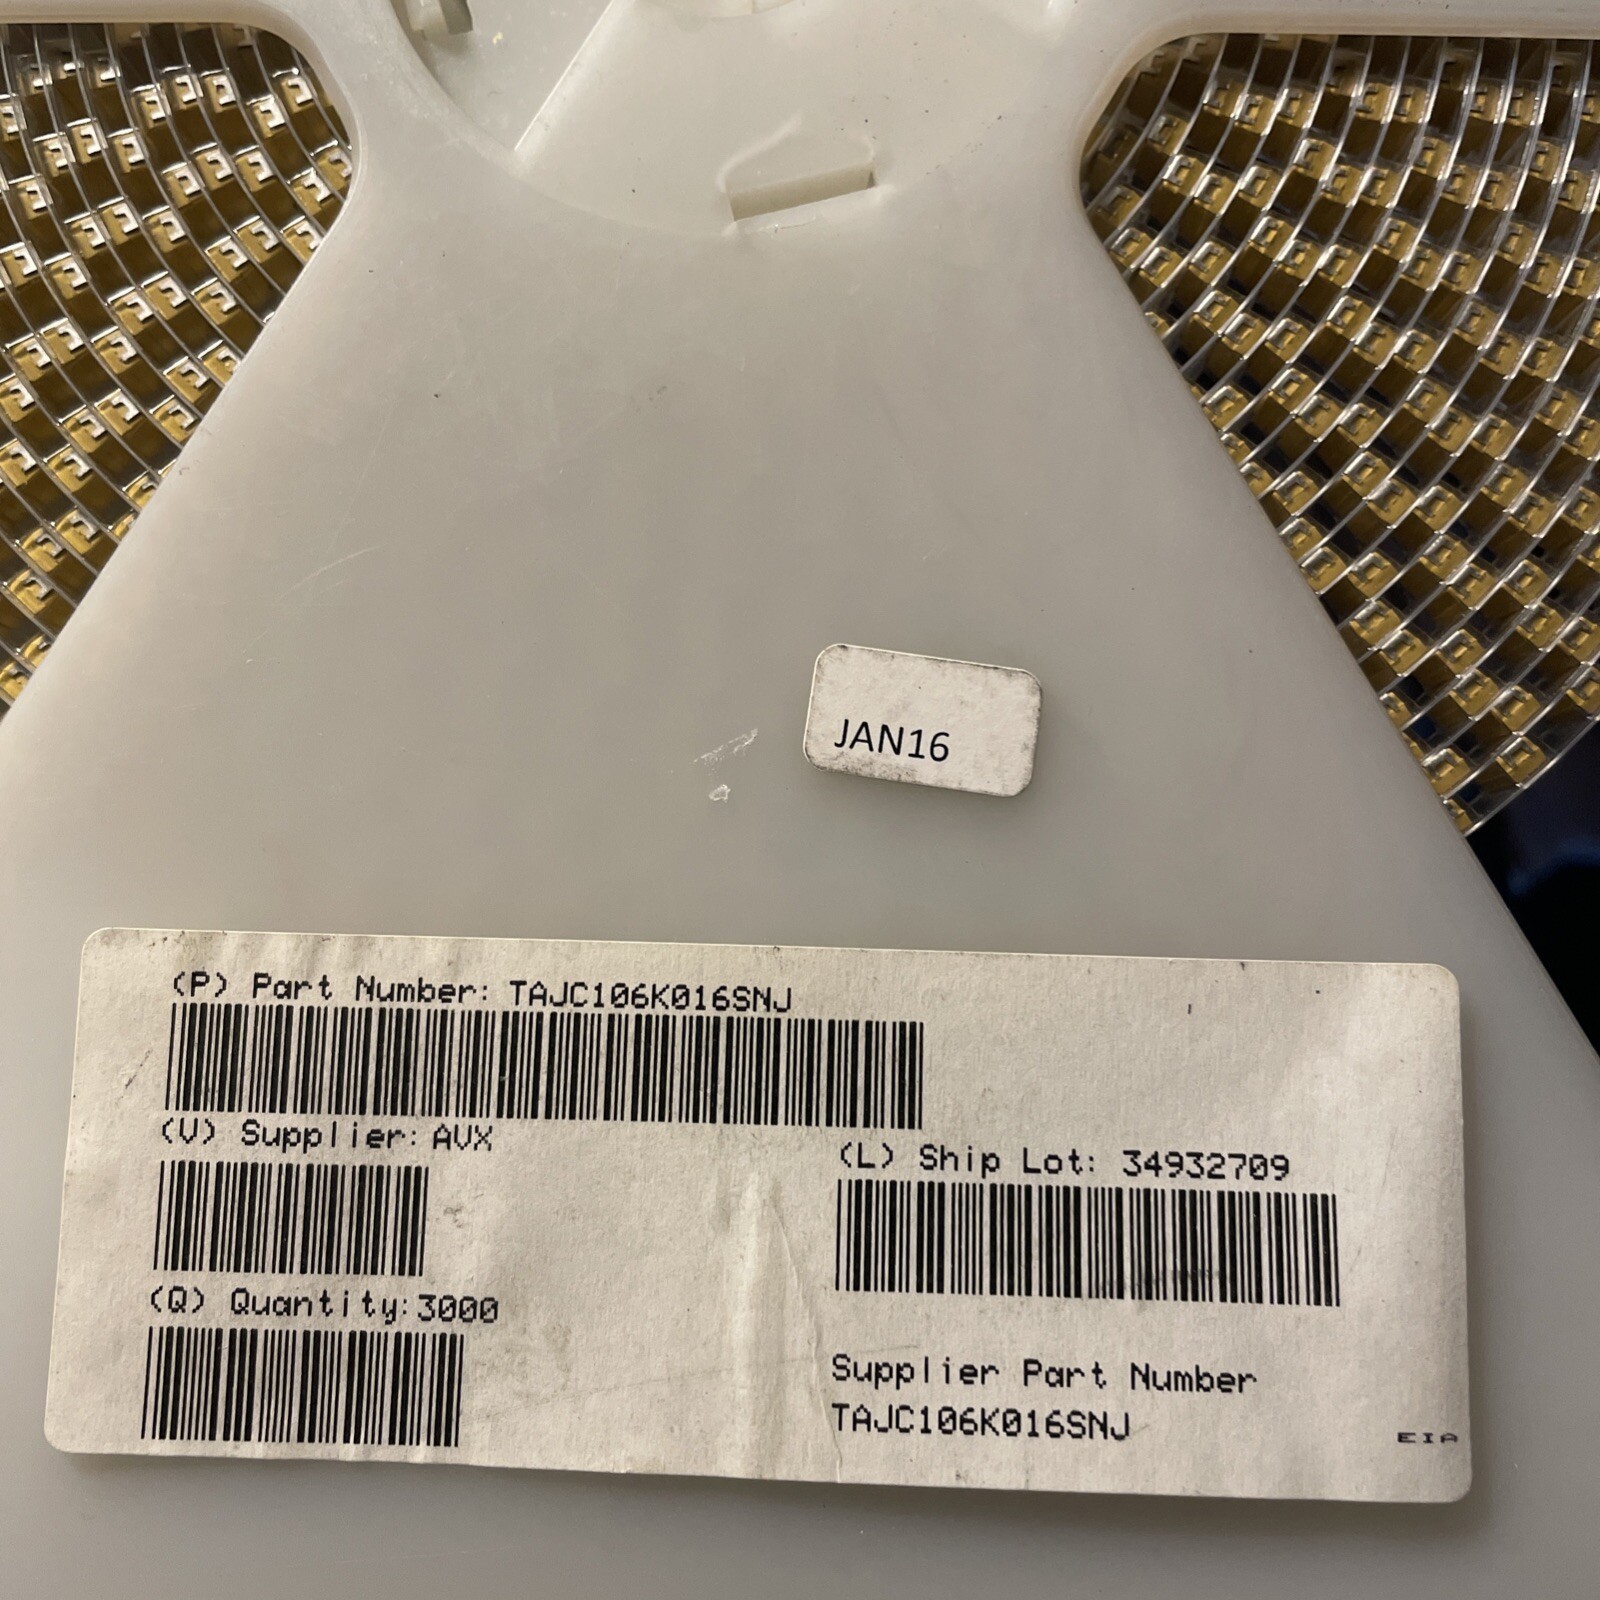 JAN16
(P) Part Number: TAJC106K016SNJ
(V) Supplier: AVX
(L) Ship Lot: 34932709
(Q) Quantity: 3000
Supplier Part Number
TAJC106K016SNJ
EIA